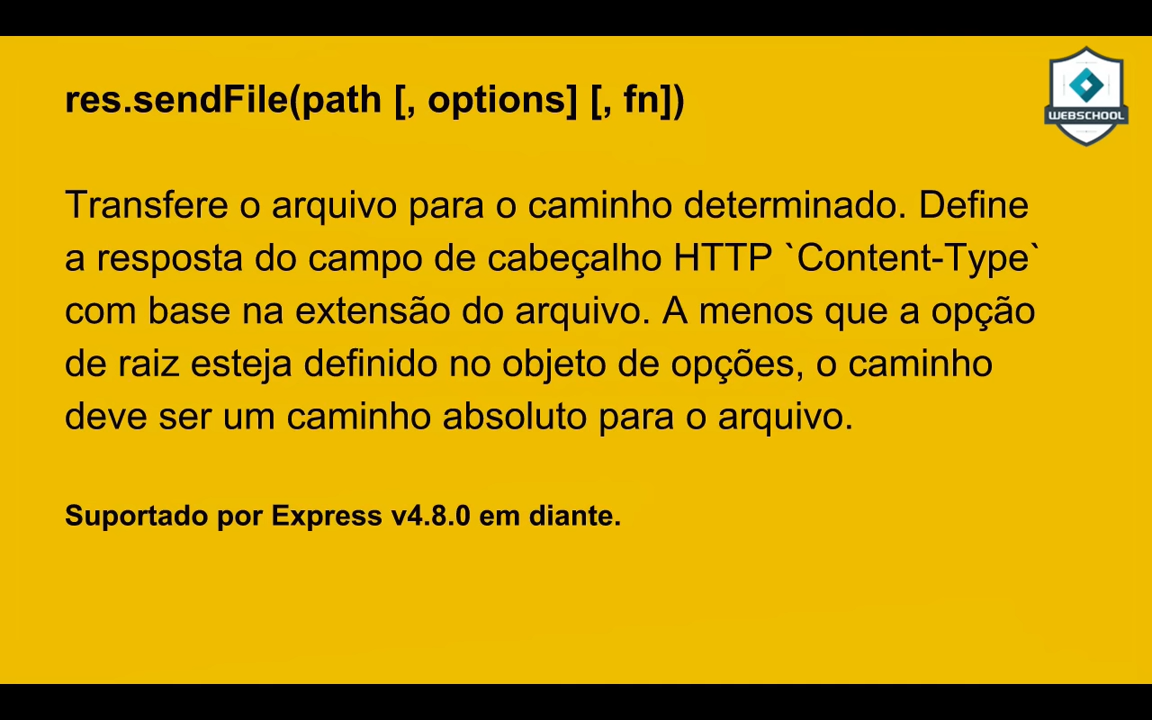 res.sendFile(path [, options] [, fn])
WEBSCHOOL
Transfere o arquivo para o caminho determinado. Define
a resposta do campo de cabeçalho HTTP `Content-Type`
com base na extensão do arquivo. A menos que a opção
de raiz esteja definido no objeto de opções, o caminho
deve ser um caminho absoluto para o arquivo.
Suportado por Express v4.8.0 em diante.